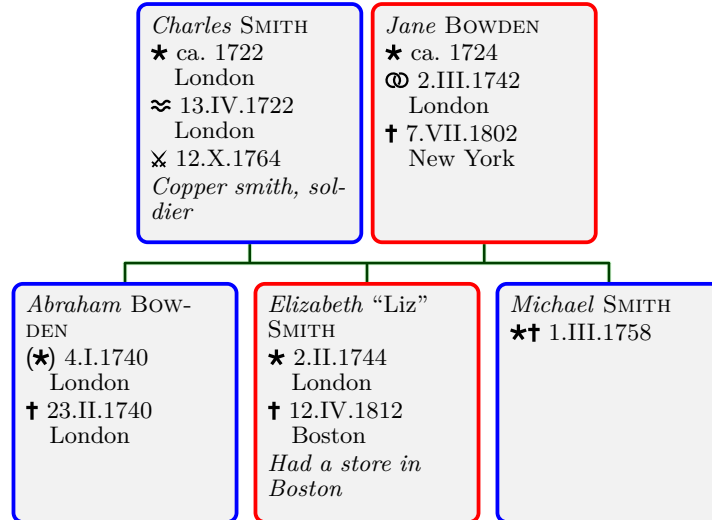 Charles SMITH
* ca. 1722
London
≈ 13.IV.1722
London
⚔ 12.X.1764
Copper smith, sol-
dier
Jane BOWDEN
* ca. 1724
⚭ 2.III.1742
London
† 7.VII.1802
New York
Abraham BOW-
DEN
(*) 4.I.1740
London
† 23.II.1740
London
Elizabeth “Liz”
SMITH
* 2.II.1744
London
† 12.IV.1812
Boston
Had a store in
Boston
Michael SMITH
*† 1.III.1758